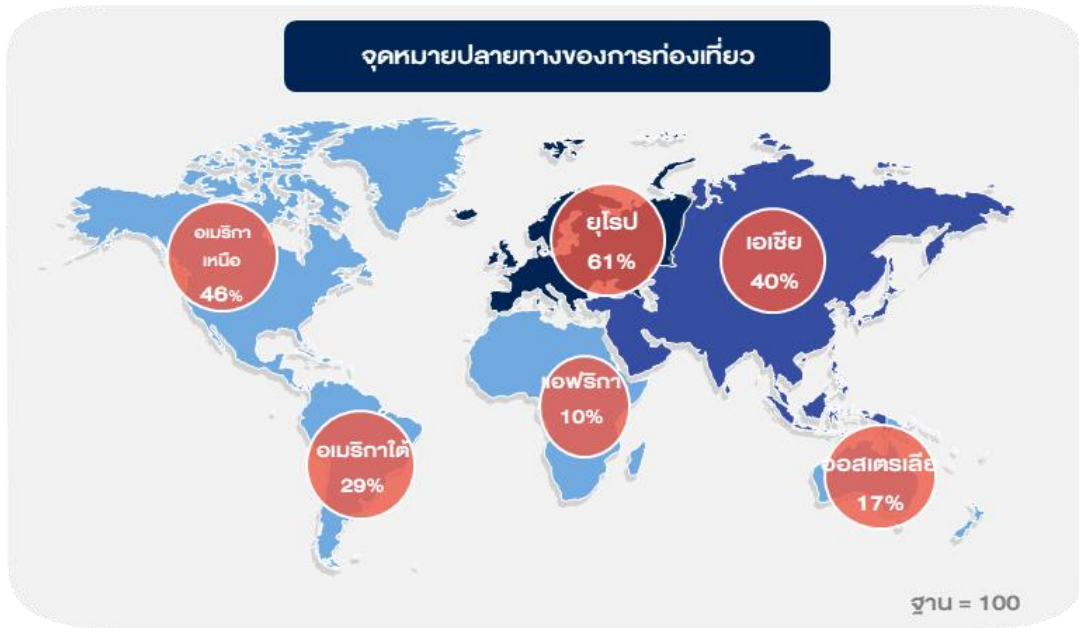 จุดหมายปลายทางของการท่องเที่ยว
อเมริกา
เหนือ
46%
ยุโรป
61%
เอเชีย
40%
แอฟริกา
10%
อเมริกาใต้
29%
ออสเตรเลีย
17%
ฐาน = 100